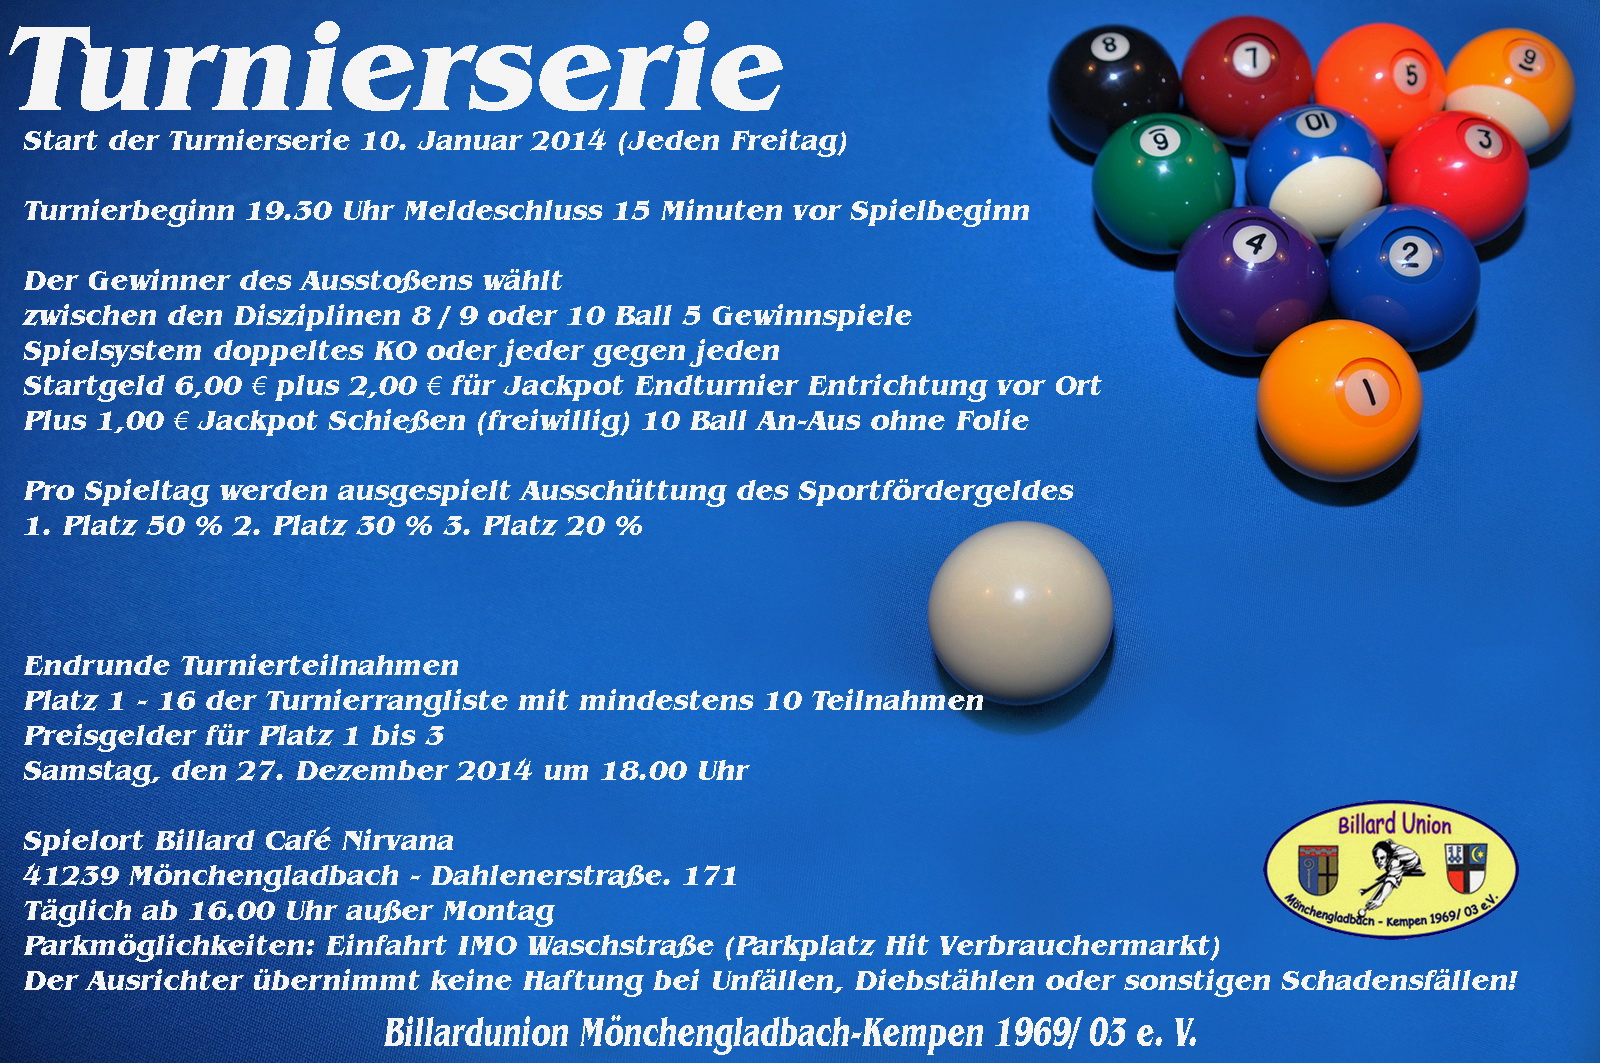 Turnierserie
Start der Turnierserie 10. Januar 2014 (Jeden Freitag)
Turnierbeginn 19.30 Uhr Meldeschluss 15 Minuten vor Spielbeginn
Der Gewinner des Ausstoßens wählt
zwischen den Disziplinen 8 / 9 oder 10 Ball 5 Gewinnspiele
Spielsystem doppeltes KO oder jeder gegen jeden
Startgeld 6,00 € plus 2,00 € für Jackpot Endturnier Entrichtung vor Ort
Plus 1,00 € Jackpot Schießen (freiwillig) 10 Ball An-Aus ohne Folie
Pro Spieltag werden ausgespielt Ausschüttung des Sportfördergeldes
1. Platz 50 % 2. Platz 30 % 3. Platz 20 %
Endrunde Turnierteilnahmen
Platz 1 - 16 der Turnierrangliste mit mindestens 10 Teilnahmen
Preisgelder für Platz 1 bis 3
Samstag, den 27. Dezember 2014 um 18.00 Uhr
Spielort Billard Café Nirvana
41239 Mönchengladbach - Dahlenerstraße. 171
Täglich ab 16.00 Uhr außer Montag
Parkmöglichkeiten: Einfahrt IMO Waschstraße (Parkplatz Hit Verbrauchermarkt)
Der Ausrichter übernimmt keine Haftung bei Unfällen, Diebstählen oder sonstigen Schadensfällen!
Billardunion Mönchengladbach-Kempen 1969/ 03 e. V.
8 7 5 9
6 10 3
4 2
1
Billard Union
Mönchengladbach - Kempen 1969/ 03 e.V.